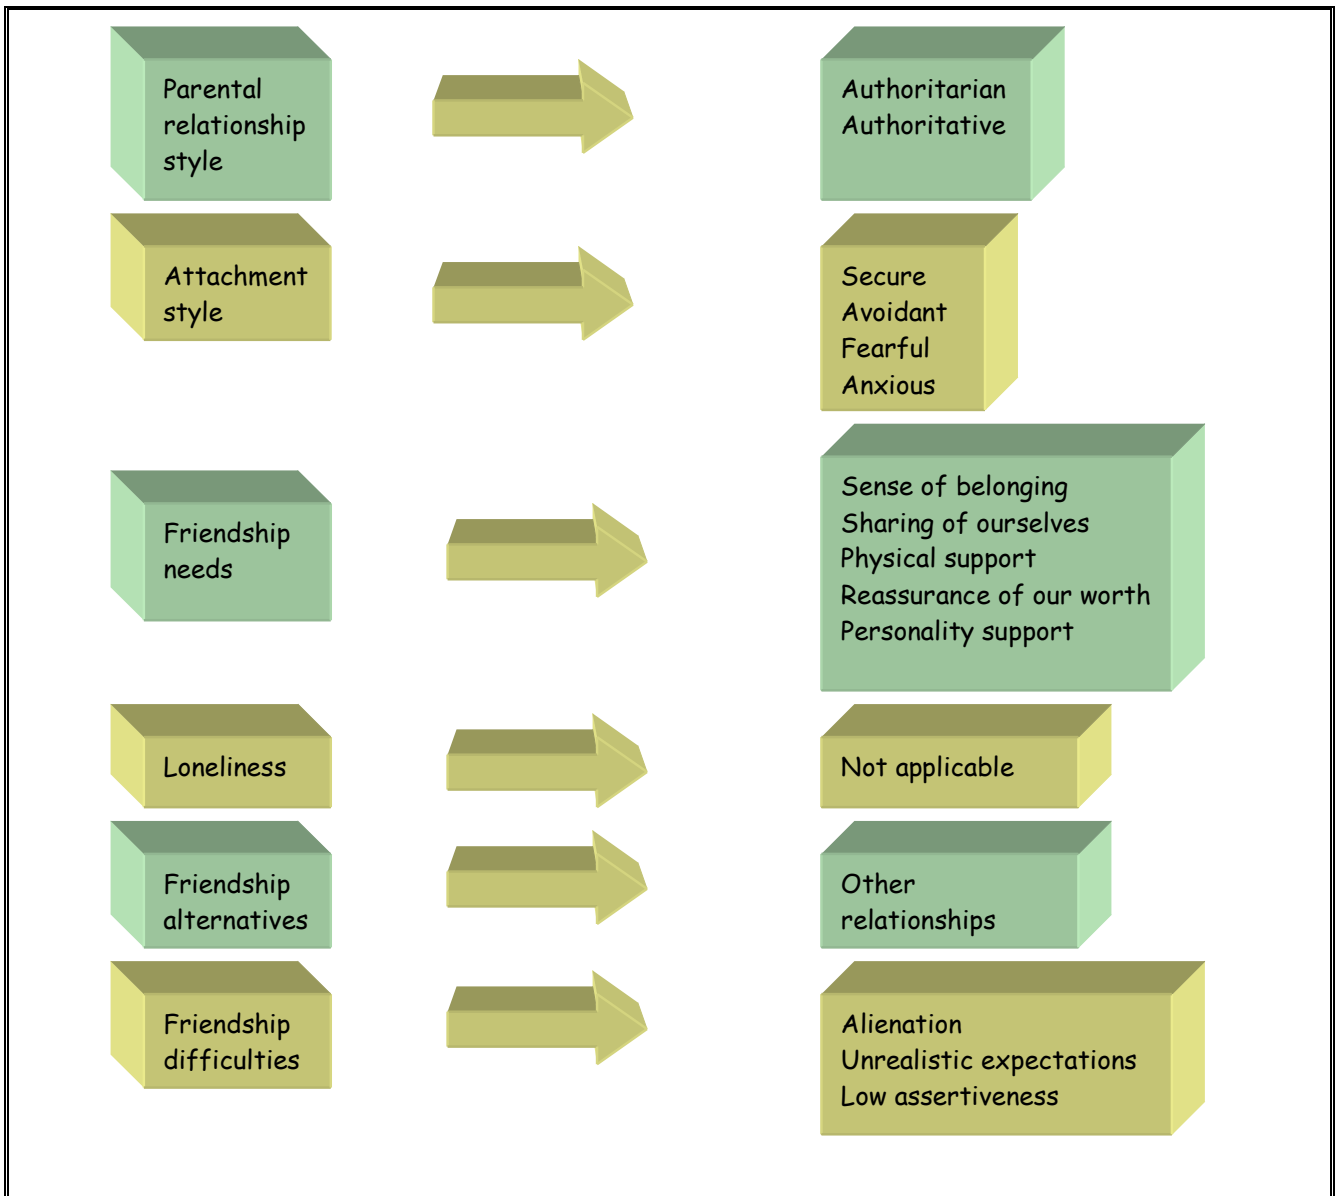 Parental
relationship
style
Authoritarian
Authoritative
Attachment
style
Secure
Avoidant
Fearful
Anxious
Friendship
needs
Sense of belonging
Sharing of ourselves
Physical support
Reassurance of our worth
Personality support
Loneliness
Not applicable
Friendship
alternatives
Other
relationships
Friendship
difficulties
Alienation
Unrealistic expectations
Low assertiveness